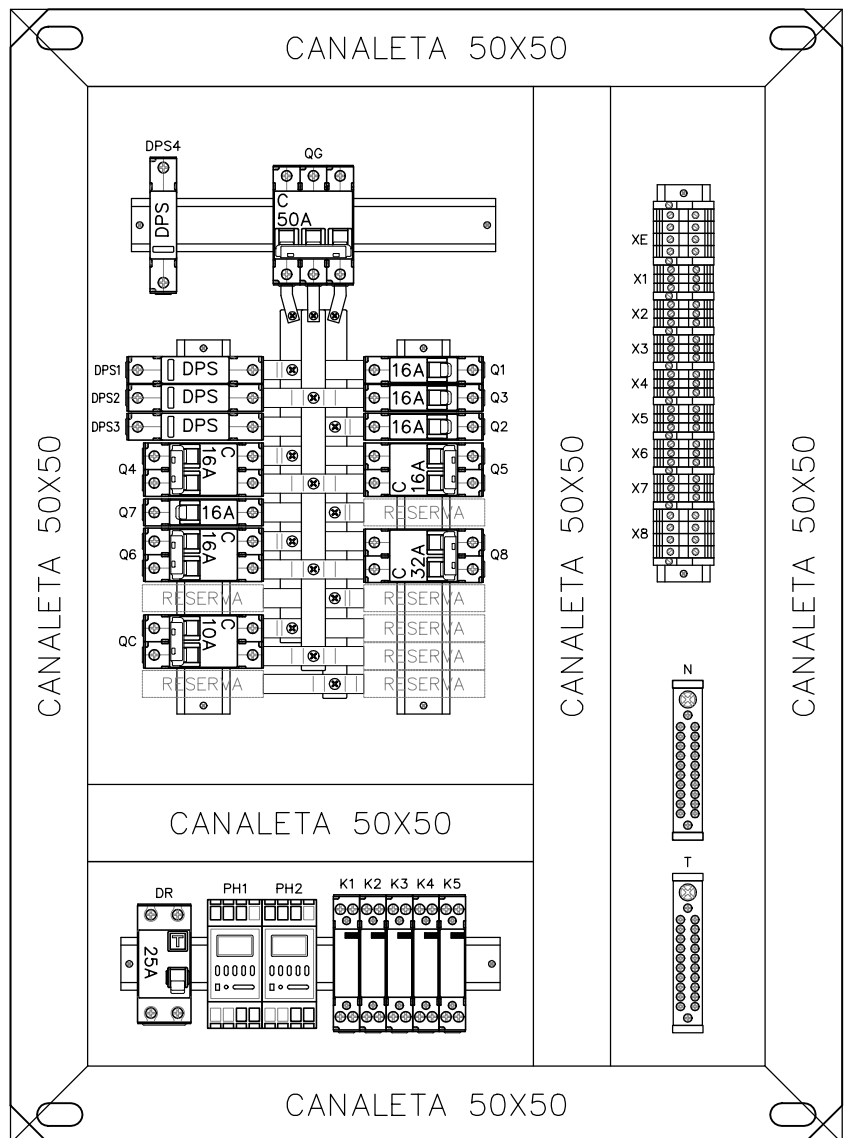 CANALETA 50X50
DPS4
QG
DPS
C
50A
XE
X1
X2
X3
X4
X5
X6
X7
X8
DPS1 DPS 16A Q1
DPS2 DPS 16A Q3
DPS3 DPS 16A Q2
Q4 C 16A C 16A Q5
Q7 16A RESERVA
Q6 C 16A C 32A Q8
RESERVA RESERVA
QC C 10A RESERVA
RESERVA
RESERVA RESERVA
CANALETA 50X50
CANALETA 50X50
CANALETA 50X50
N
T
CANALETA 50X50
DR PH1 PH2 K1 K2 K3 K4 K5
25A
T
CANALETA 50X50